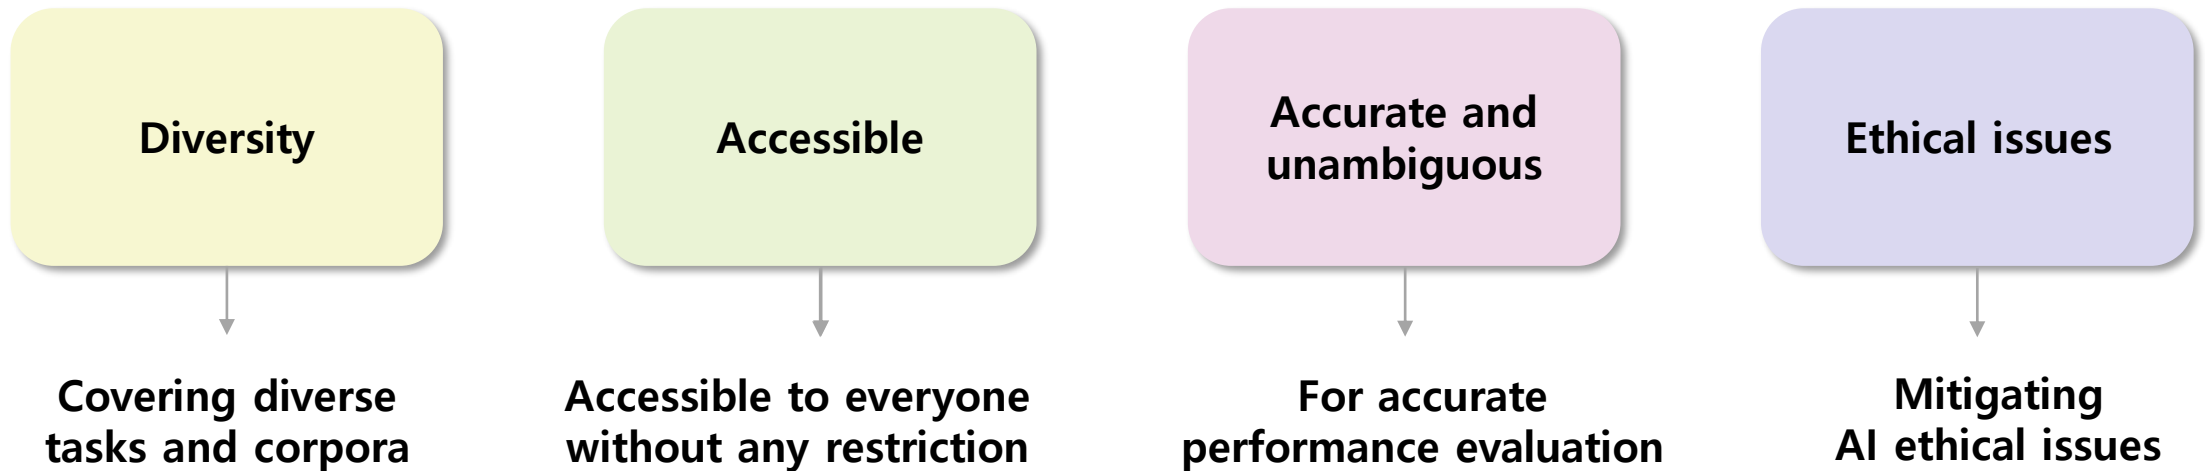 Diversity
Accessible
Accurate and
unambiguous
Ethical issues
Covering diverse
tasks and corpora
Accessible to everyone
without any restriction
For accurate
performance evaluation
Mitigating
AI ethical issues